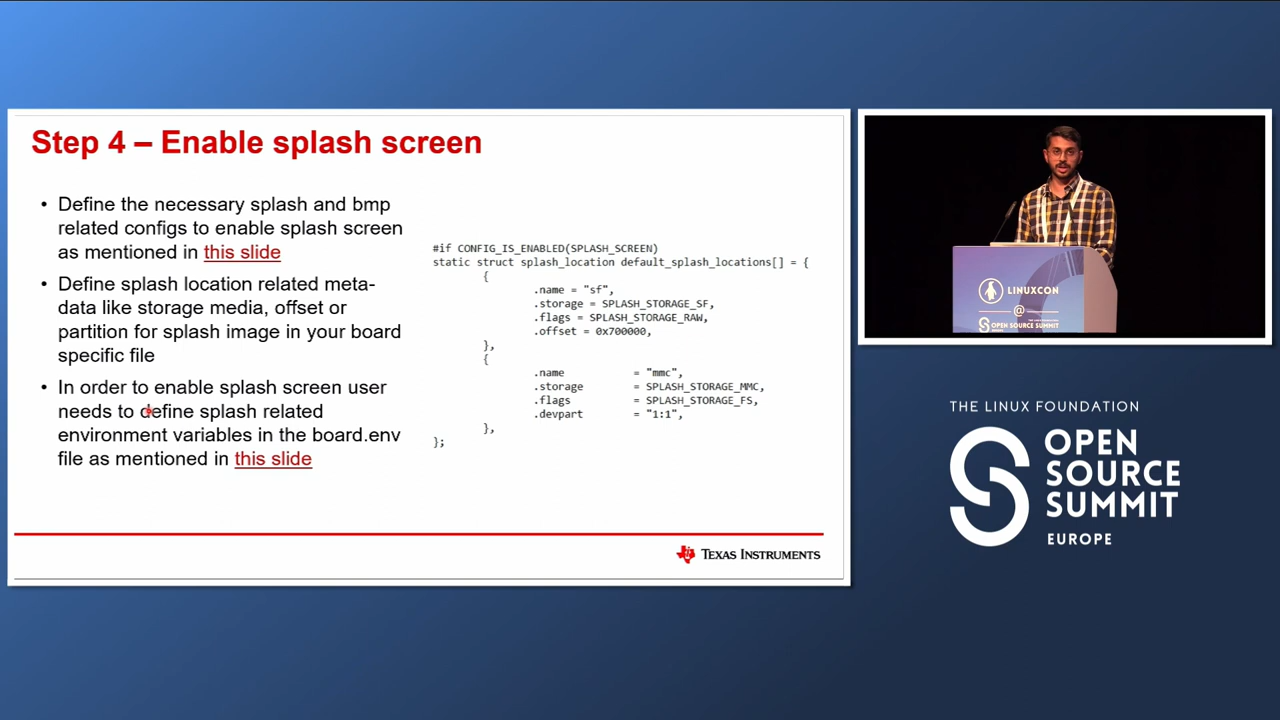 Step 4 – Enable splash screen
• Define the necessary splash and bmp
related configs to enable splash screen
as mentioned in this slide
• Define splash location related meta-
data like storage media, offset or
partition for splash image in your board
specific file
• In order to enable splash screen user
needs to define splash related
environment variables in the board.env
file as mentioned in this slide
#if CONFIG_IS_ENABLED(SPLASH_SCREEN)
static struct splash_location default_splash_locations[] = {
{
.name = "sf",
.storage = SPLASH_STORAGE_SF,
.flags = SPLASH_STORAGE_RAW,
.offset = 0x700000,
},
{
.name = "mmc",
.storage = SPLASH_STORAGE_MMC,
.flags = SPLASH_STORAGE_FS,
.devpart = "1:1",
},
};
TEXAS INSTRUMENTS
LINUXCON
@
OPEN SOURCE SUMMIT
THE LINUX FOUNDATION
OPEN
SOURCE
SUMMIT
EUROPE